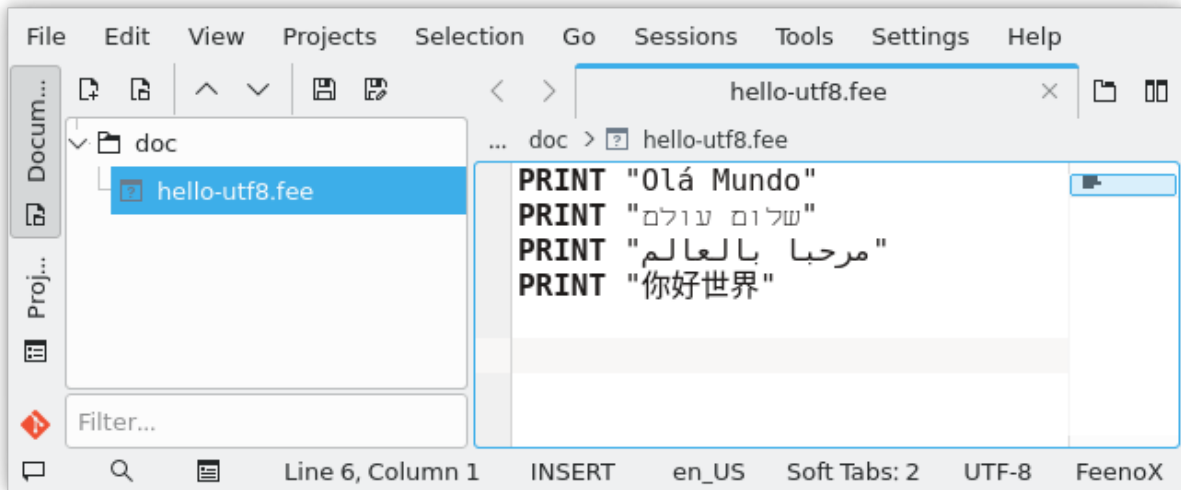 File Edit View Projects Selection Go Sessions Tools Settings Help
Docum...
Proj...
doc
hello-utf8.fee
Filter...
hello-utf8.fee
... doc > hello-utf8.fee
PRINT "Olá Mundo"
PRINT "שלום עולם"
PRINT "مرحبا بالعالم"
PRINT "你好世界"
Line 6, Column 1 INSERT en_US Soft Tabs: 2 UTF-8 FeenoX